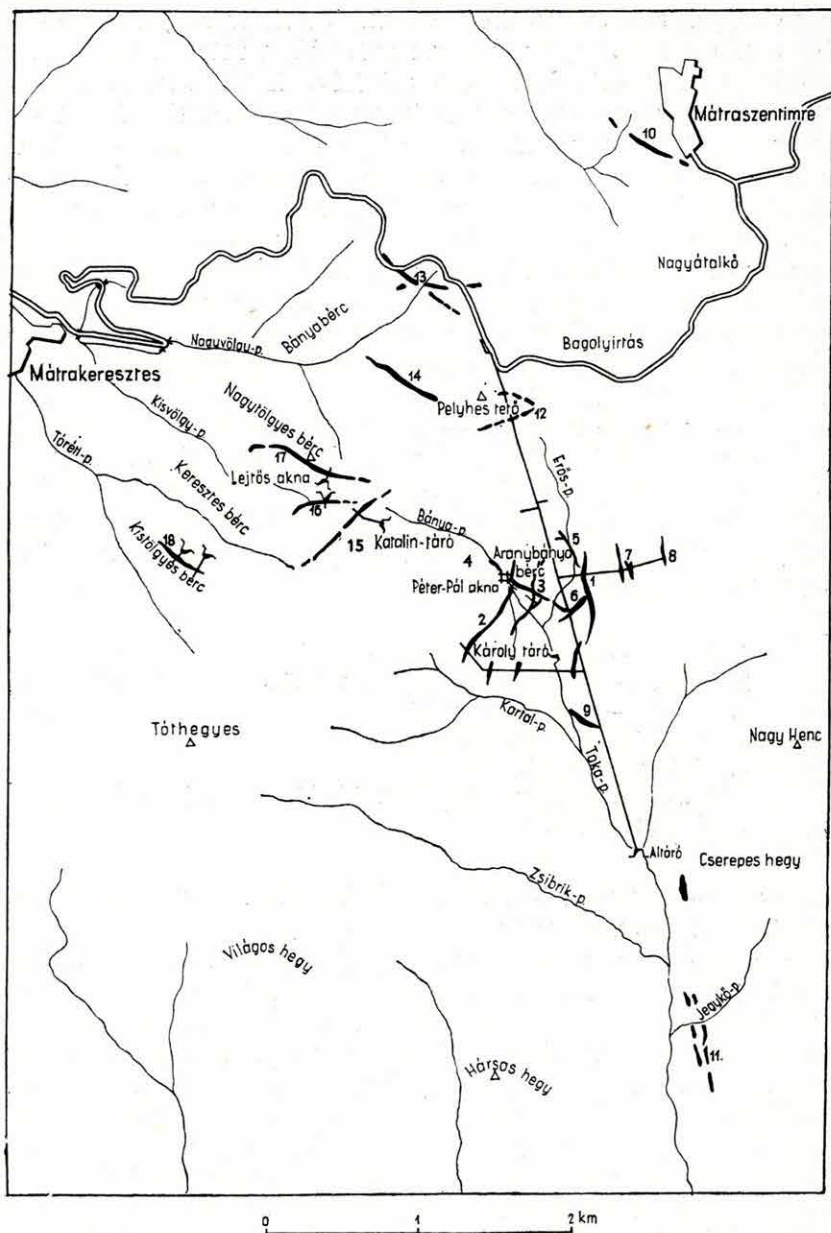 Mátraszentimre
10
Nagyátalkő
13
Bányabérc
Nagyvölgy-p.
Bagolyirtás
Mátrakeresztes
14
Pelyhes tető
12
Kisvölgy-p.
Nagytölgyes bérc
Tóréti-p.
17
Lejtős akna
Keresztes bérc
Erős-p.
16
15
Katalin-táró
Bánya-p.
18
Kistölgyes bérc
5
Aranybánya
bérc
4
7
8
1
Péter-Pál akna
3
6
2
Károly táró
9
Kartal-p.
Toka-p.
Tóthegyes
Nagy Henc
Altáró
Cserepes hegy
Zsibrik-p.
Világos hegy
Jegykő-p.
11.
Hársas hegy
0 1 2 km